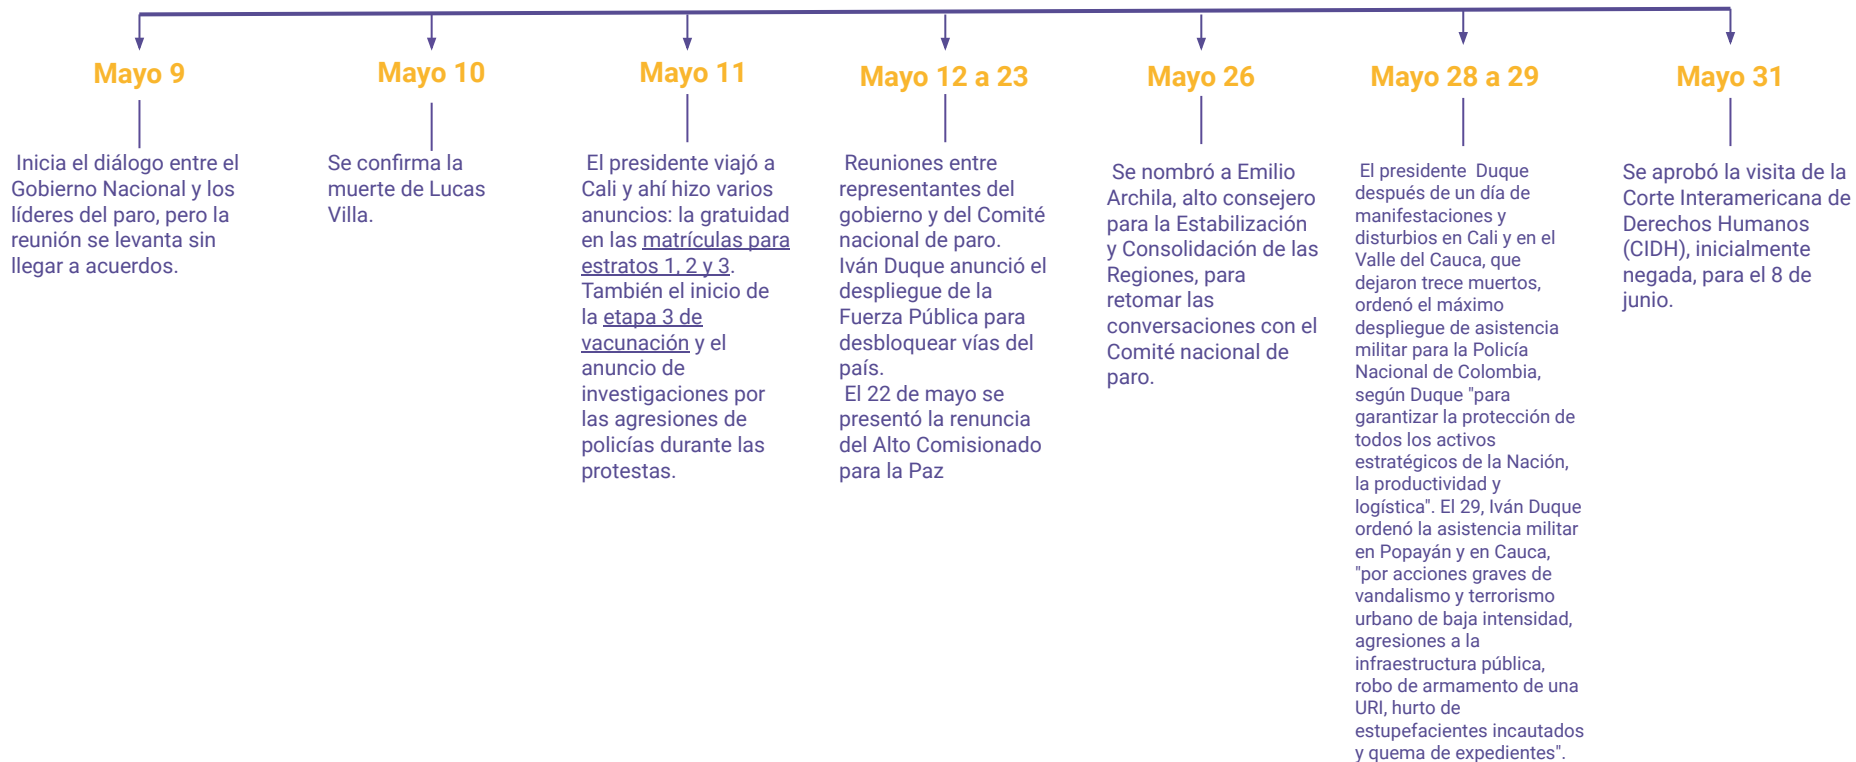 Mayo 9
Inicia el diálogo entre el
Gobierno Nacional y los
líderes del paro, pero la
reunión se levanta sin
llegar a acuerdos.
Mayo 10
Se confirma la
muerte de Lucas
Villa.
Mayo 11
El presidente viajó a
Cali y ahí hizo varios
anuncios: la gratuidad
en las matrículas para
estratos 1, 2 y 3.
También el inicio de
la etapa 3 de
vacunación y el
anuncio de
investigaciones por
las agresiones de
policías durante las
protestas.
Mayo 12 a 23
Reuniones entre
representantes del
gobierno y del Comité
nacional de paro.
Iván Duque anunció el
despliegue de la
Fuerza Pública para
desbloquear vías del
país.
El 22 de mayo se
presentó la renuncia
del Alto Comisionado
para la Paz
Mayo 26
Se nombró a Emilio
Archila, alto consejero
para la Estabilización
y Consolidación de las
Regiones, para
retomar las
conversaciones con el
Comité nacional de
paro.
Mayo 28 a 29
El presidente Duque
después de un día de
manifestaciones y
disturbios en Cali y en el
Valle del Cauca, que
dejaron trece muertos,
ordenó el máximo
despliegue de asistencia
militar para la Policía
Nacional de Colombia,
según Duque "para
garantizar la protección de
todos los activos
estratégicos de la Nación,
la productividad y
logística". El 29, Iván Duque
ordenó la asistencia militar
en Popayán y en Cauca,
"por acciones graves de
vandalismo y terrorismo
urbano de baja intensidad,
agresiones a la
infraestructura pública,
robo de armamento de una
URI, hurto de
estupefacientes incautados
y quema de expedientes".
Mayo 31
Se aprobó la visita de la
Corte Interamericana de
Derechos Humanos
(CIDH), inicialmente
negada, para el 8 de
junio.